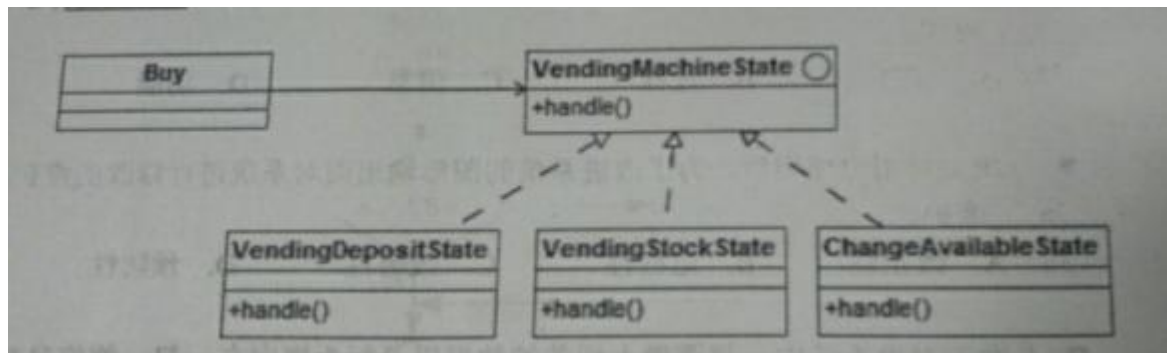 Buy
VendingMachineState
+handle()
VendingDepositState
VendingStockState
ChangeAvailableState
+handle()
+handle()
+handle()